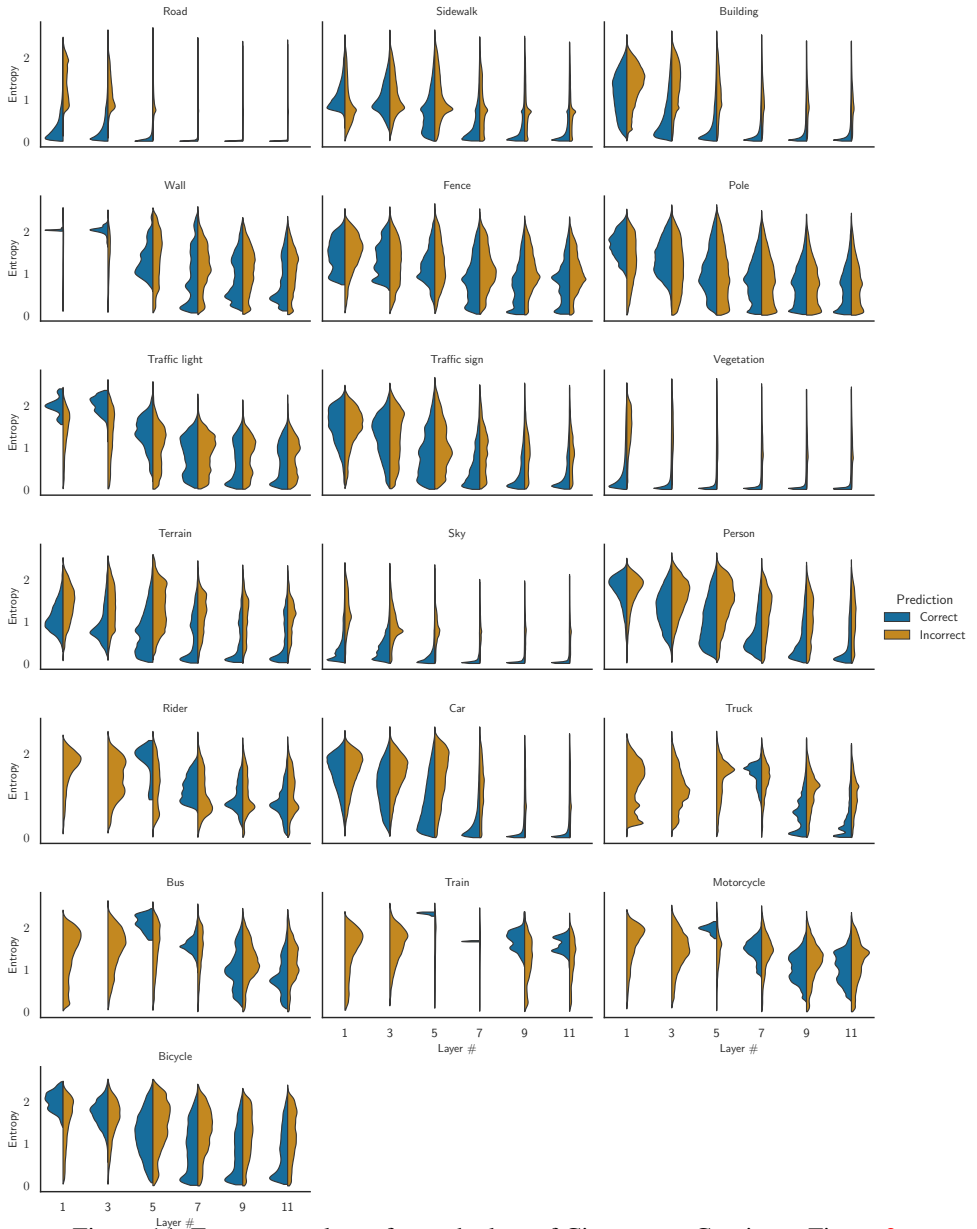 Road
Sidewalk
Building
Entropy
2
1
0
Wall
Fence
Pole
Entropy
2
1
0
Traffic light
Traffic sign
Vegetation
Entropy
2
1
0
Terrain
Sky
Person
Entropy
2
1
0
Prediction
Correct
Incorrect
Rider
Car
Truck
Entropy
2
1
0
Bus
Train
Motorcycle
Entropy
2
1
0
1 3 5 7 9 11
1 3 5 7 9 11
Layer #
Layer #
Bicycle
Entropy
2
1
0
1 3 5 7 9 11
Layer #